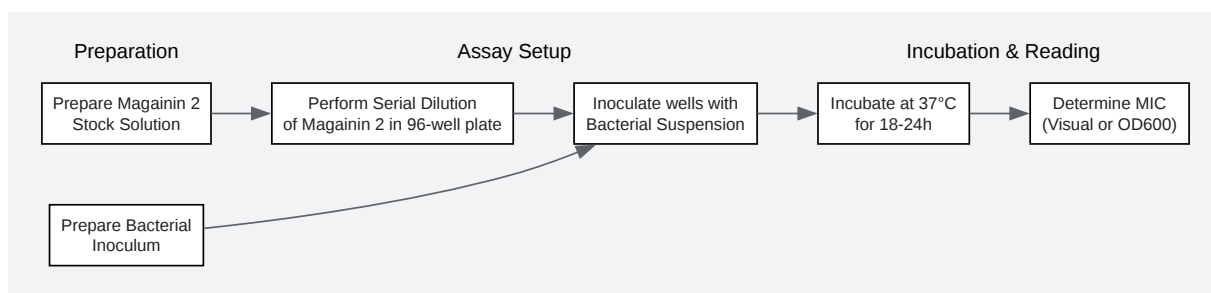 Preparation
Assay Setup
Incubation & Reading
Prepare Magainin 2
Stock Solution
Perform Serial Dilution
of Magainin 2 in 96-well plate
Inoculate wells with
Bacterial Suspension
Incubate at 37°C
for 18-24h
Determine MIC
(Visual or OD600)
Prepare Bacterial
Inoculum